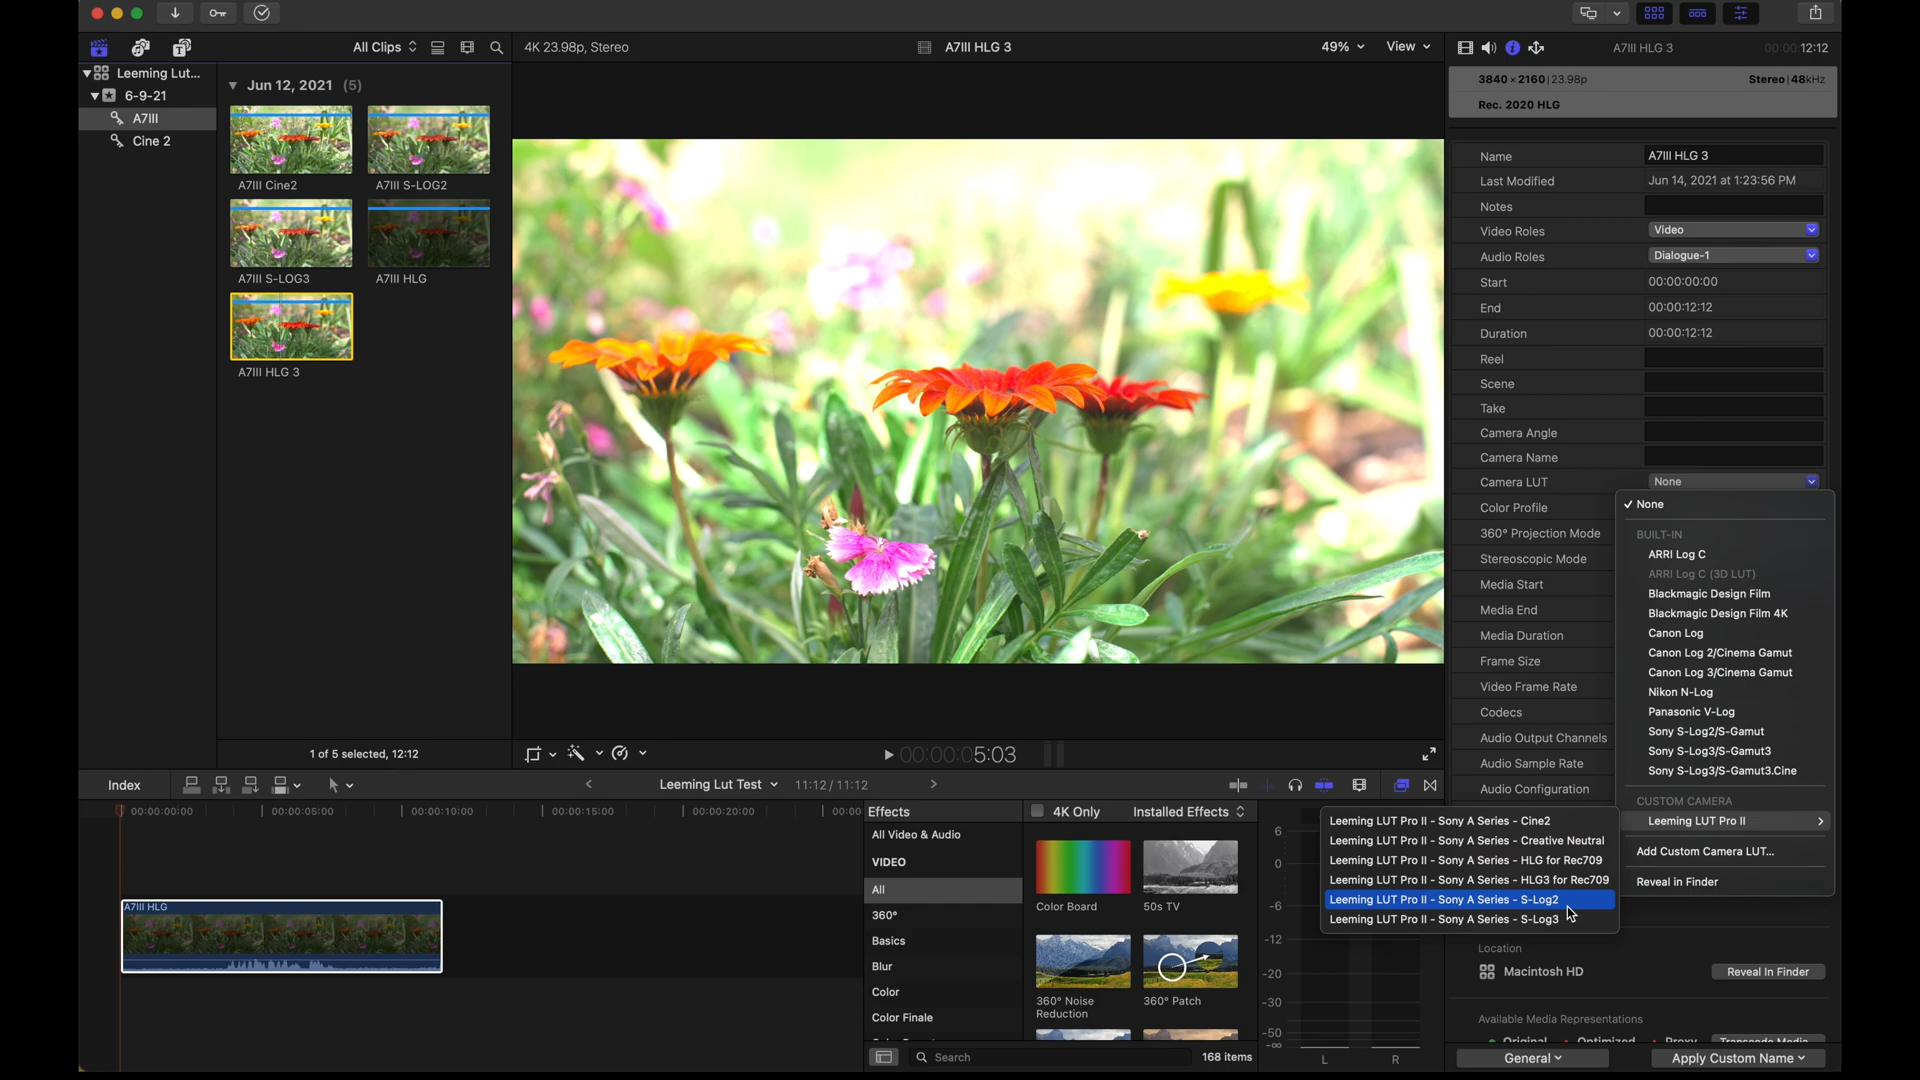 All Clips
4K 23.98p, Stereo
A7III HLG 3
49%
View
A7III HLG 3
00:00:12:12
Leeming Lut...
6-9-21
A7III
Cine 2
Jun 12, 2021 (5)
A7III Cine2
A7III S-LOG2
A7III S-LOG3
A7III HLG
A7III HLG 3
1 of 5 selected, 12:12
00:00:00:05:03
3840 × 2160 | 23.98p
Stereo | 48kHz
Rec. 2020 HLG
Name
A7III HLG 3
Last Modified
Jun 14, 2021 at 1:23:56 PM
Notes
Video Roles
Video
Audio Roles
Dialogue-1
Start
00:00:00:00
End
00:00:12:12
Duration
00:00:12:12
Reel
Scene
Take
Camera Angle
Camera Name
Camera LUT
None
Color Profile
360° Projection Mode
Stereoscopic Mode
Media Start
Media End
Media Duration
Frame Size
Video Frame Rate
Codecs
Audio Output Channels
Audio Sample Rate
Audio Configuration
✓ None
BUILT-IN
ARRI Log C
ARRI Log C (3D LUT)
Blackmagic Design Film
Blackmagic Design Film 4K
Canon Log
Canon Log 2/Cinema Gamut
Canon Log 3/Cinema Gamut
Nikon N-Log
Panasonic V-Log
Sony S-Log2/S-Gamut
Sony S-Log3/S-Gamut3
Sony S-Log3/S-Gamut3.Cine
CUSTOM CAMERA
Leeming LUT Pro II
Add Custom Camera LUT...
Reveal in Finder
Leeming LUT Pro II - Sony A Series - Cine2
Leeming LUT Pro II - Sony A Series - Creative Neutral
Leeming LUT Pro II - Sony A Series - HLG for Rec709
Leeming LUT Pro II - Sony A Series - HLG3 for Rec709
Leeming LUT Pro II - Sony A Series - S-Log2
Leeming LUT Pro II - Sony A Series - S-Log3
Location
Macintosh HD
Reveal In Finder
Available Media Representations
Original
Optimized
Proxy
Transcode Media...
General
Apply Custom Name
Index
Leeming Lut Test
11:12 / 11:12
00:00:00:00
00:00:05:00
00:00:10:00
00:00:15:00
00:00:20:00
00:00
A7III HLG
Effects
4K Only
Installed Effects
All Video & Audio
VIDEO
All
360°
Basics
Blur
Color
Color Finale
Color Board
50s TV
360° Noise
Reduction
360° Patch
Search
168 items
6
0
-6
-12
-20
-30
-50
-∞
L
R